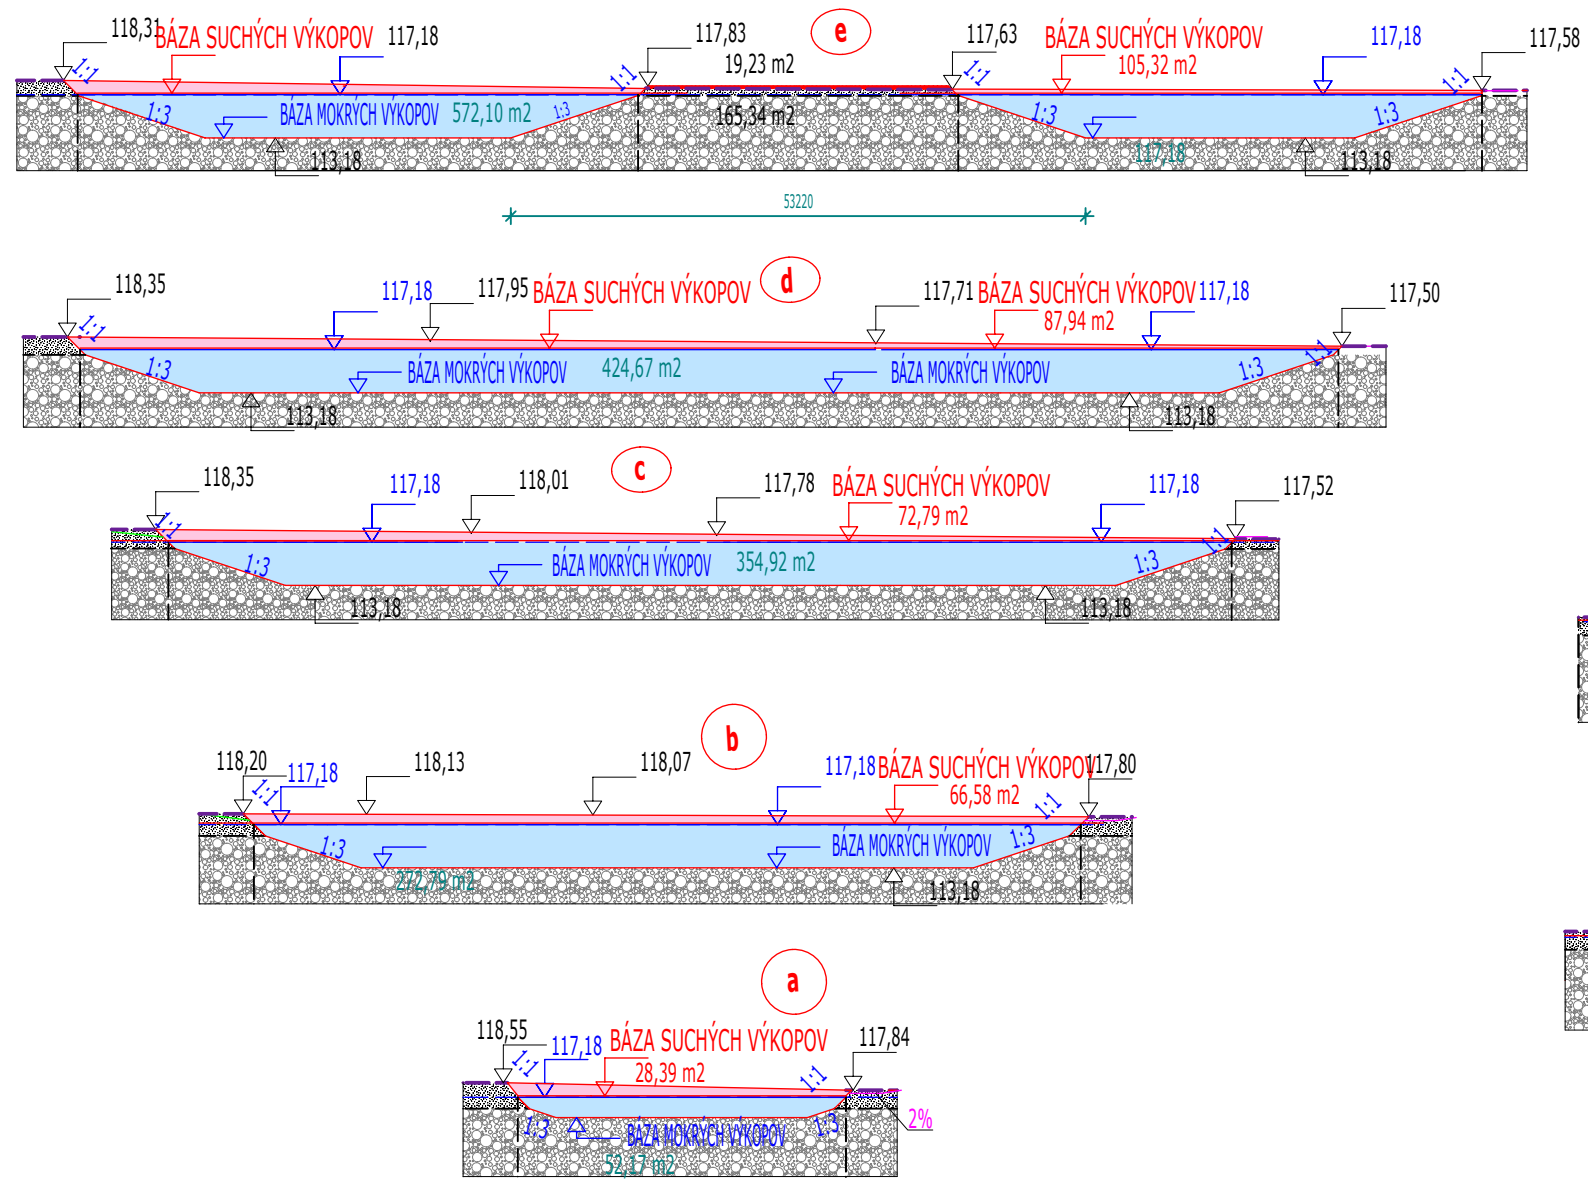 e
118,31
BÁZA SUCHÝCH VÝKOPOV
117,18
117,83
19,23 m2
117,63
BÁZA SUCHÝCH VÝKOPOV
105,32 m2
117,18
117,58
1:1
1:1
1:1
1:1
1:3
BÁZA MOKRÝCH VÝKOPOV
572,10 m2
1:3
165,34 m2
1:3
1:3
113,18
117,18
113,18
53220
d
118,35
117,18
117,95
BÁZA SUCHÝCH VÝKOPOV
117,71
BÁZA SUCHÝCH VÝKOPOV
87,94 m2
117,18
117,50
1:1
1:1
1:3
BÁZA MOKRÝCH VÝKOPOV
424,67 m2
BÁZA MOKRÝCH VÝKOPOV
1:3
113,18
113,18
c
118,35
117,18
118,01
117,78
BÁZA SUCHÝCH VÝKOPOV
72,79 m2
117,18
117,52
1:1
1:1
1:3
BÁZA MOKRÝCH VÝKOPOV
354,92 m2
1:3
113,18
113,18
b
118,20
117,18
118,13
118,07
117,18
BÁZA SUCHÝCH VÝKOPOV
66,58 m2
117,80
1:1
1:1
1:3
BÁZA MOKRÝCH VÝKOPOV
1:3
272,79 m2
113,18
a
118,55
117,18
BÁZA SUCHÝCH VÝKOPOV
28,39 m2
117,84
1:1
1:1
1:3
BÁZA MOKRÝCH VÝKOPOV
1:3
2%
52,17 m2